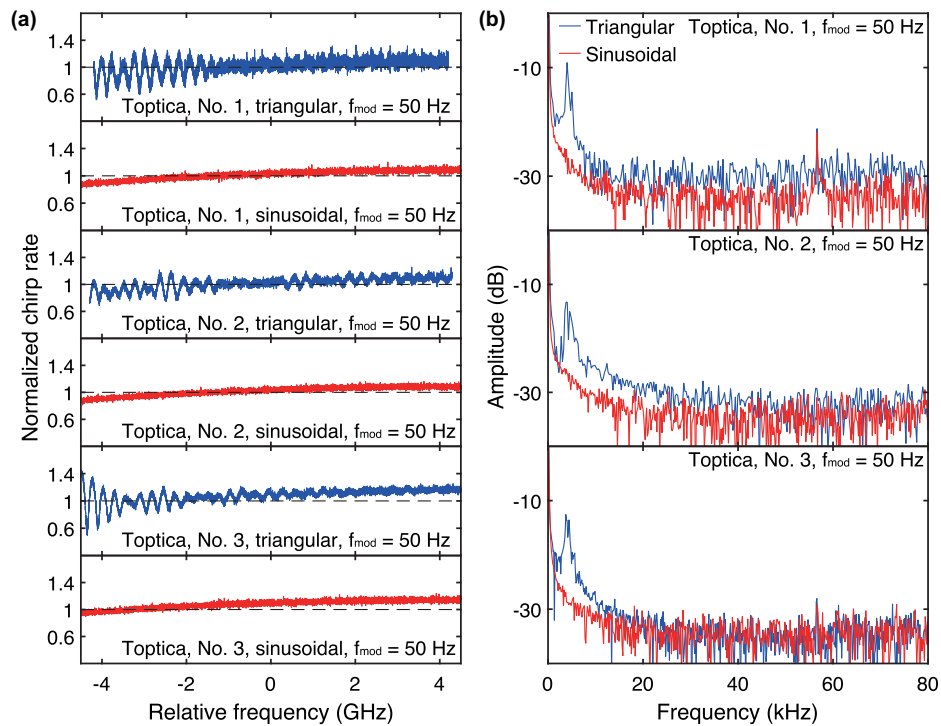 (a)
Normalized chirp rate
1.4
1
0.6
Toptica, No. 1, triangular, fmod = 50 Hz
1.4
1
0.6
Toptica, No. 1, sinusoidal, fmod = 50 Hz
1.4
1
0.6
Toptica, No. 2, triangular, fmod = 50 Hz
1.4
1
0.6
Toptica, No. 2, sinusoidal, fmod = 50 Hz
1.4
1
0.6
Toptica, No. 3, triangular, fmod = 50 Hz
1.4
1
0.6
Toptica, No. 3, sinusoidal, fmod = 50 Hz
-4 -2 0 2 4
Relative frequency (GHz)
(b)
Amplitude (dB)
Triangular
Sinusoidal
Toptica, No. 1, fmod = 50 Hz
-10
-30
Toptica, No. 2, fmod = 50 Hz
-10
-30
Toptica, No. 3, fmod = 50 Hz
-10
-30
0 20 40 60 80
Frequency (kHz)